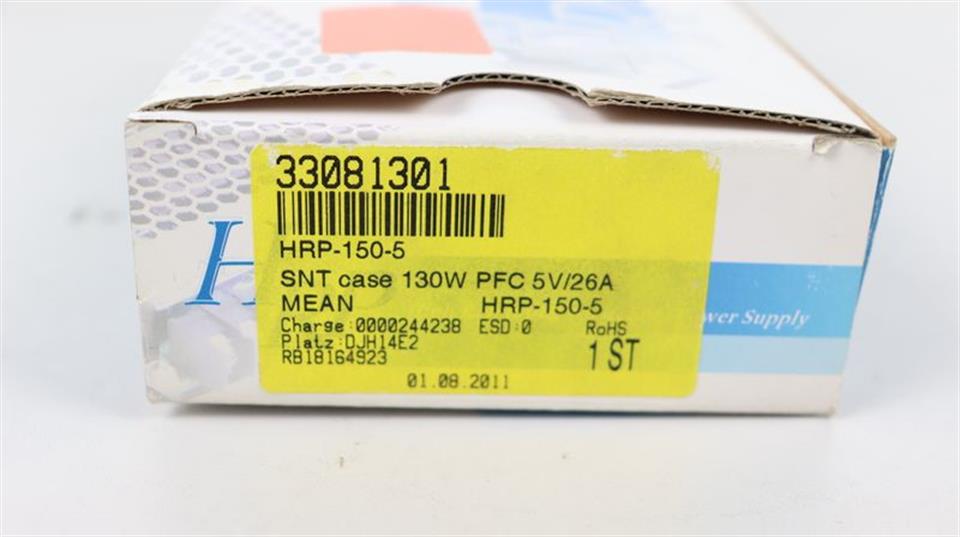 33081301
HRP-150-5
SNT case 130W PFC 5V/26A
MEAN HRP-150-5
Charge:0000244238 ESD:0 RoHS
Platz:DJH14E2
RB18164923
1 ST
01.08.2011
H
Supply